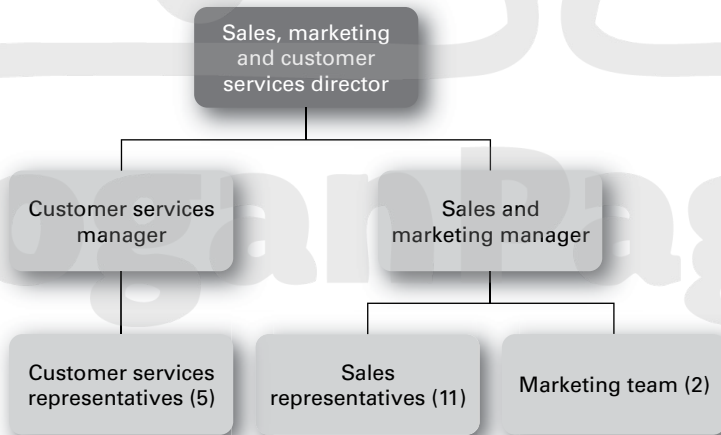 Sales, marketing
and customer
services director
Customer services
manager
Sales and
marketing manager
Customer services
representatives (5)
Sales
representatives (11)
Marketing team (2)
oganPag